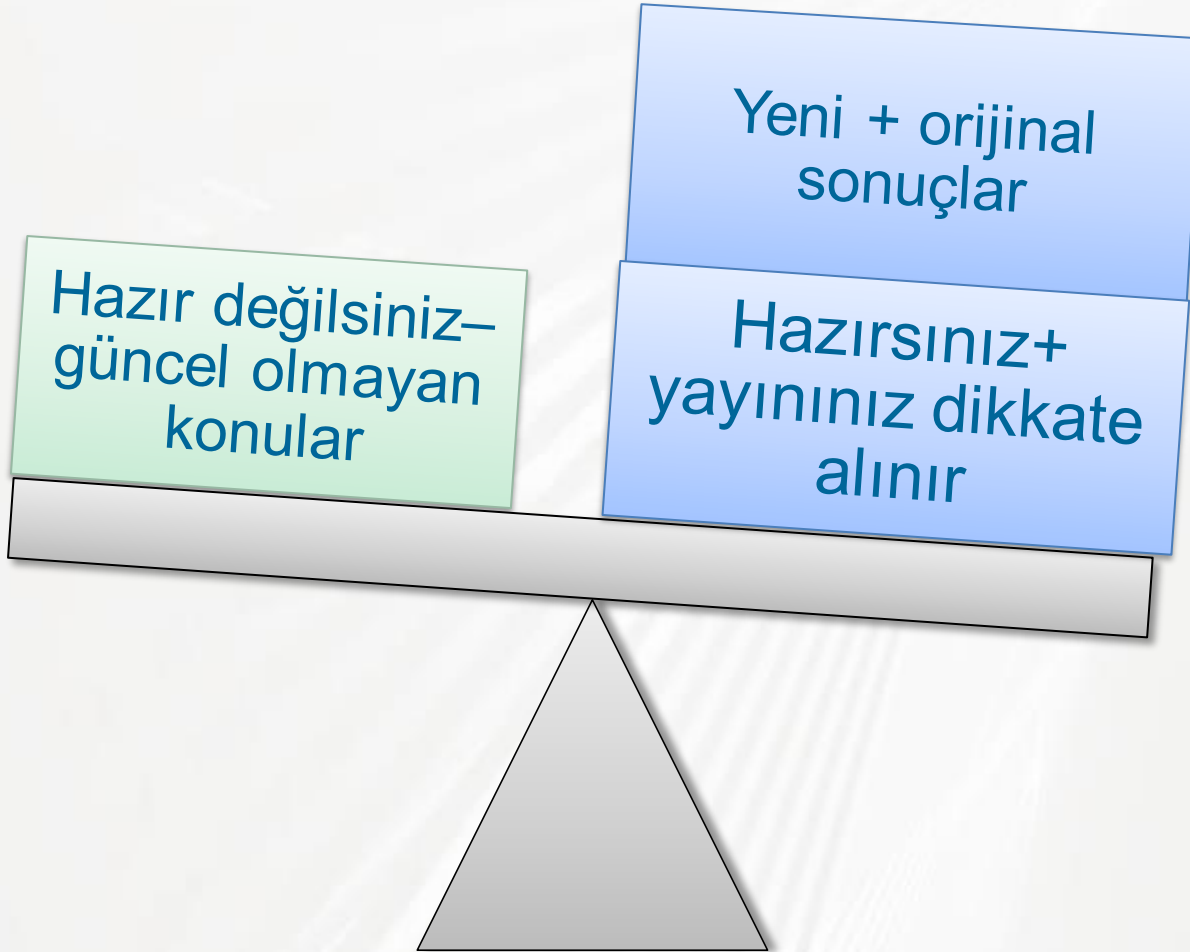 Yeni + orijinal
sonuçlar
Hazır değilsiniz–
güncel olmayan
konular
Hazırsınız+
yayınınız dikkate
alınır